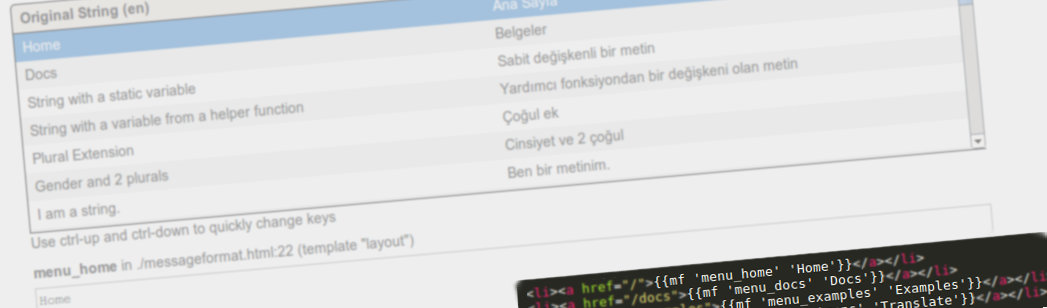 Original String (en)
Home Ana Sayfa
Docs Belgeler
String with a static variable Sabit değişkenli bir metin
String with a variable from a helper function Yardımcı fonksiyondan bir değişkeni olan metin
Plural Extension Çoğul ek
Gender and 2 plurals Cinsiyet ve 2 çoğul
I am a string. Ben bir metinim.
Use ctrl-up and ctrl-down to quickly change keys
menu_home in ./messageformat.html:22 (template "layout")
Home
<li><a href="/">{{mf 'menu_home' 'Home'}}</a></li>
<li><a href="/docs">{{mf 'menu_docs' 'Docs'}}</a></li>
{{mf 'menu_examples' 'Examples'}}</a></li>
'Translate'}}</a></li>